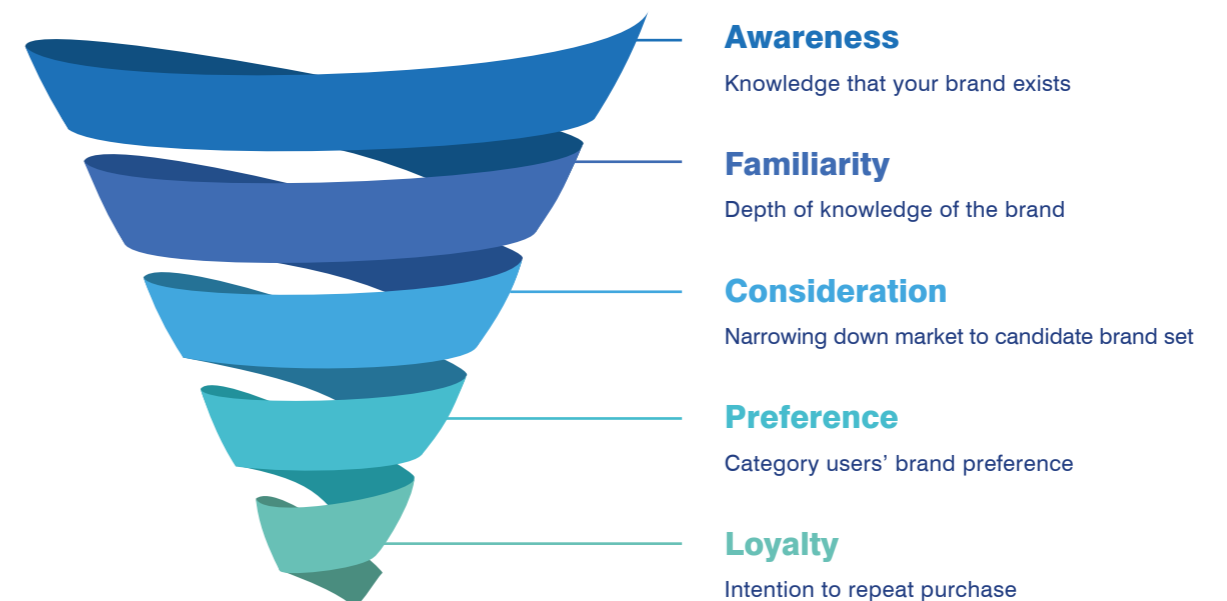 Awareness
Knowledge that your brand exists
Familiarity
Depth of knowledge of the brand
Consideration
Narrowing down market to candidate brand set
Preference
Category users’ brand preference
Loyalty
Intention to repeat purchase